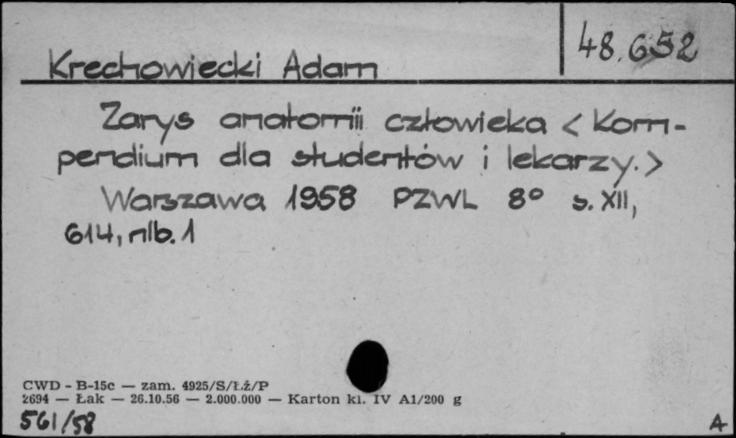 48.652
Krechowiecki Adam
Zarys anatomii człowieka < Kom-
pendium dla studentów i lekarzy.>
Warszawa 1958 PZWL 8° s. XII,
614, nlb. 1
CWD - B-15c — zam. 4925/S/Łź/P
2694 — Łak — 26.10.56 — 2.000.000 — Karton kl. IV A1/200 g
561/58
A